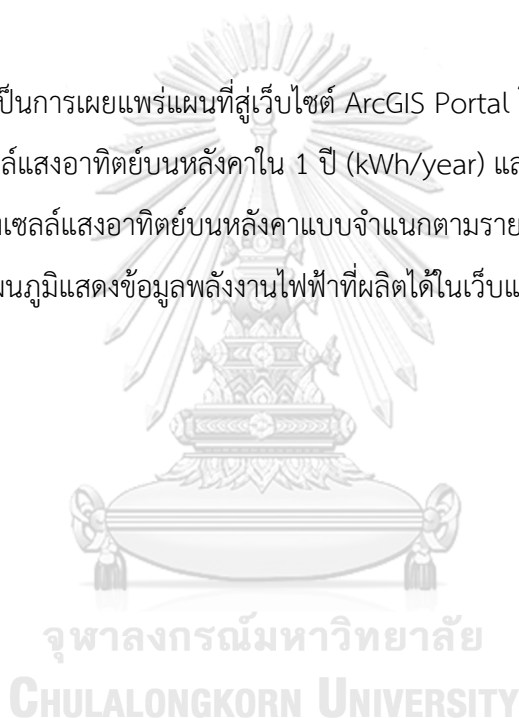 เป็นการเผยแพร่แผนที่สู่เว็บไซต์ ArcGIS Portal
ล์แสงอาทิตย์บนหลังคาใน 1 ปี (kWh/year) แล
เซลล์แสงอาทิตย์บนหลังคาแบบจำแนกตามราย
ผนภูมิแสดงข้อมูลพลังงานไฟฟ้าที่ผลิตได้ในเว็บแ
จุฬาลงกรณ์มหาวิทยาลัย
CHULALONGKORN UNIVERSITY